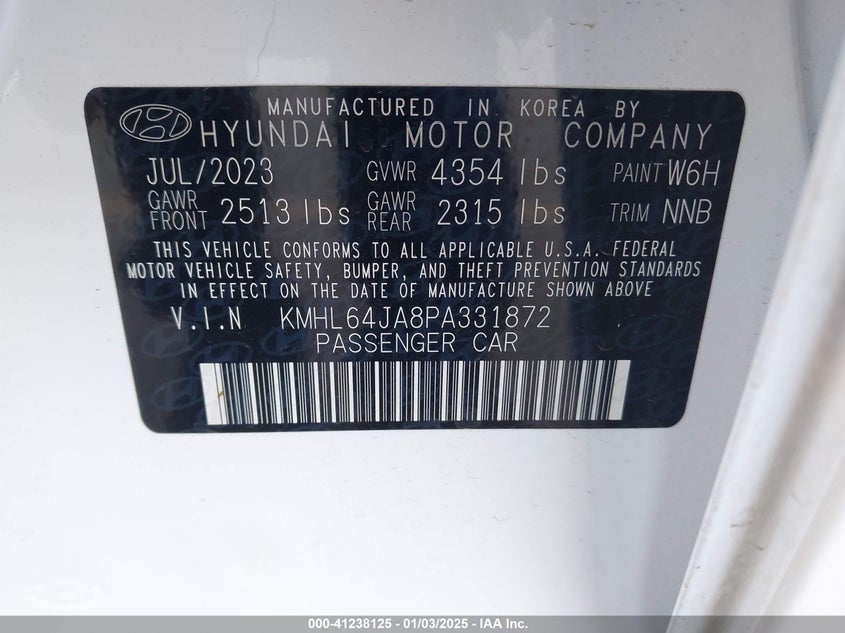 MANUFACTURED IN KOREA BY
HYUNDAI MOTOR COMPANY
JUL/2023 GVWR 4354 lbs PAINT W6H
GAWR FRONT 2513 lbs GAWR REAR 2315 lbs TRIM NNB
THIS VEHICLE CONFORMS TO ALL APPLICABLE U.S.A. FEDERAL
MOTOR VEHICLE SAFETY, BUMPER, AND THEFT PREVENTION STANDARDS
IN EFFECT ON THE DATE OF MANUFACTURE SHOWN ABOVE
V.I.N KMHL64JA8PA331872
PASSENGER CAR
000-41238125 - 01/03/2025 - IAA Inc.